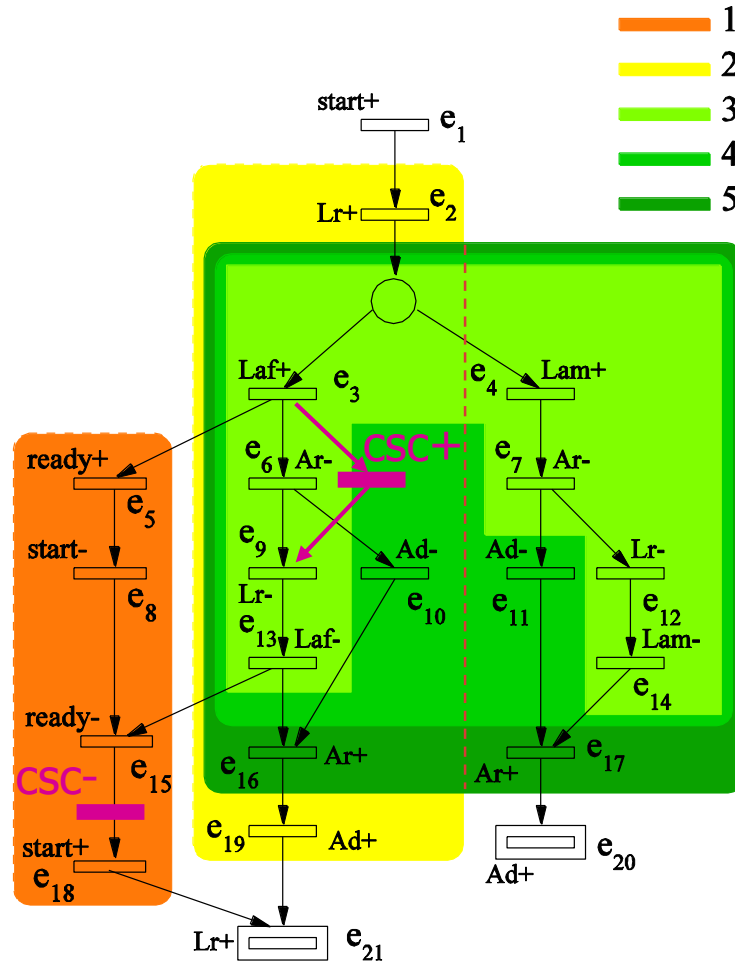 1
2
start+
e1
3
4
e2
Lr+
5
Laf+
e3
e4
Lam+
CSC+
ready+
e6
Ar-
e7
Ar-
e5
start-
e9
Ad-
Ad-
Lr-
e8
Lr-
e10
e11
e12
e13
Laf-
Lam-
e14
ready-
e15
e16
Ar+
e17
Ar+
CSC-
start+
e19
Ad+
e20
e18
Ad+
Lr+
e21